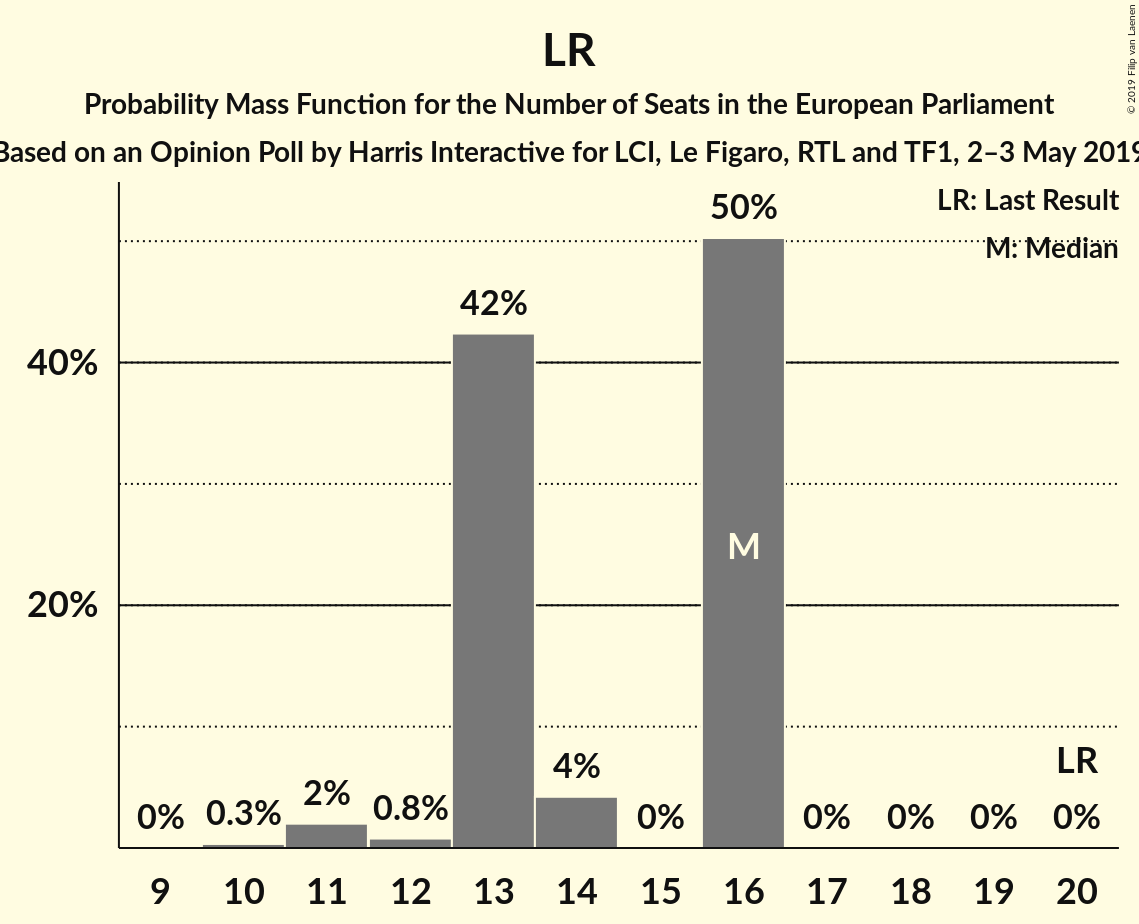 © 2019 Filip van Laenen
LR
Probability Mass Function for the Number of Seats in the European Parliament
Based on an Opinion Poll by Harris Interactive for LCI, Le Figaro, RTL and TF1, 2–3 May 2019
LR: Last Result
M: Median
50%
42%
40%
M
20%
LR
4%
2%
0% 0.3% 0.8% 0% 0% 0% 0% 0%
9 10 11 12 13 14 15 16 17 18 19 20